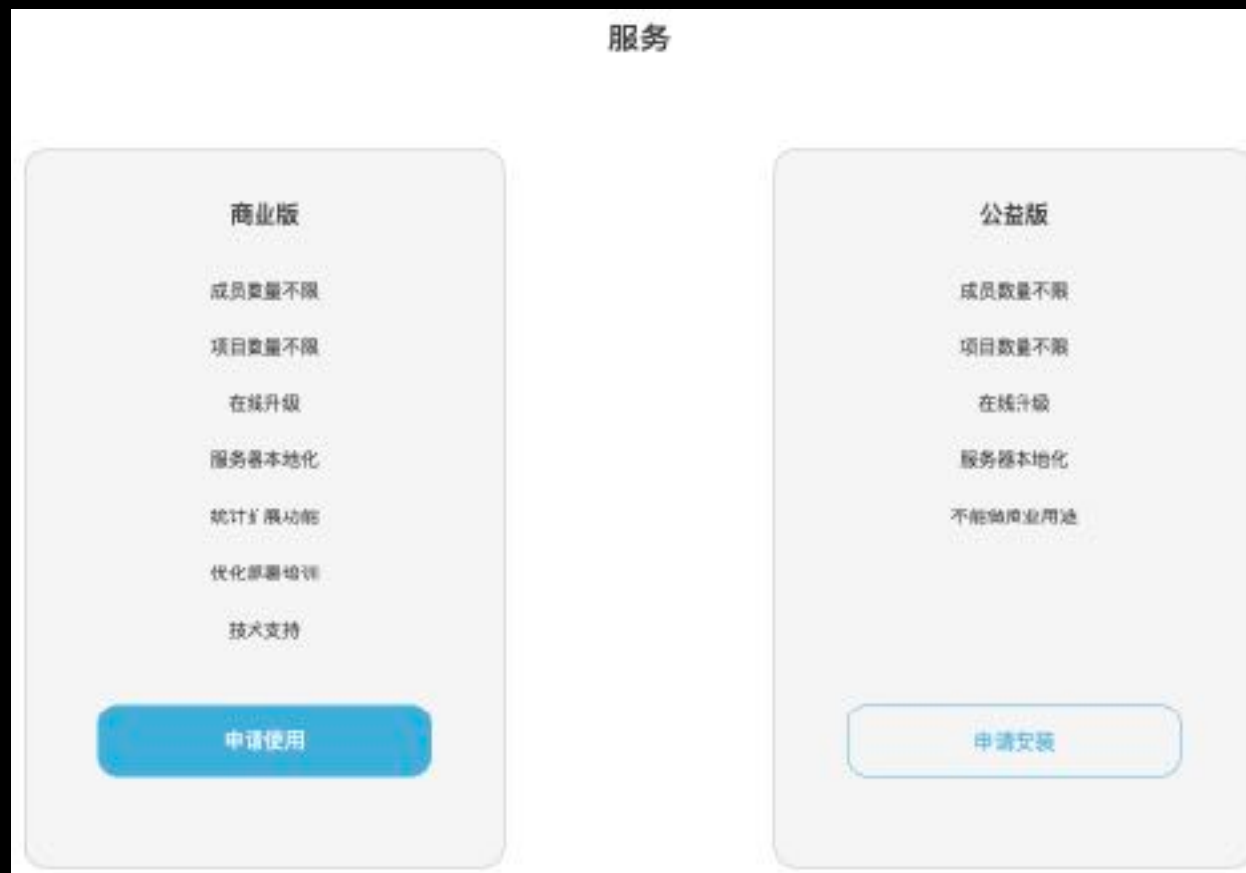 服务
商业版
成员数量不限
项目数量不限
在线升级
服务器本地化
统计扩展功能
优化部署培训
技术支持
申请使用
公益版
成员数量不限
项目数量不限
在线升级
服务器本地化
不能做商业用途
申请安装